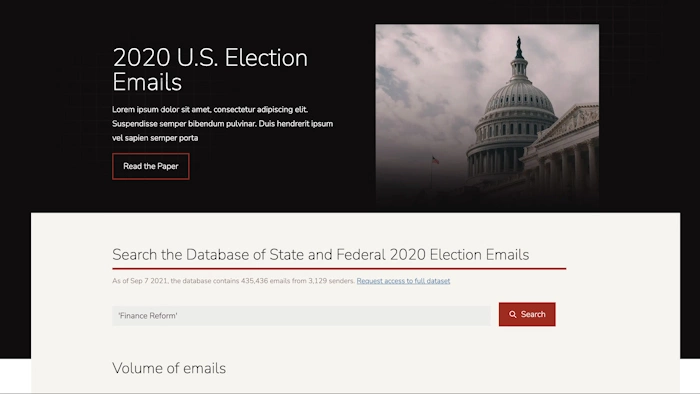 2020 U.S. Election
Emails
Lorem ipsum dolor sit amet, consectetur adipiscing elit.
Suspendisse semper bibendum pulvinar. Duis hendrerit ipsum
vel sapien semper porta
Read the Paper
Search the Database of State and Federal 2020 Election Emails
As of Sep 7 2021, the database contains 435,436 emails from 3,129 senders. Request access to full dataset
'Finance Reform'
Search
Volume of emails